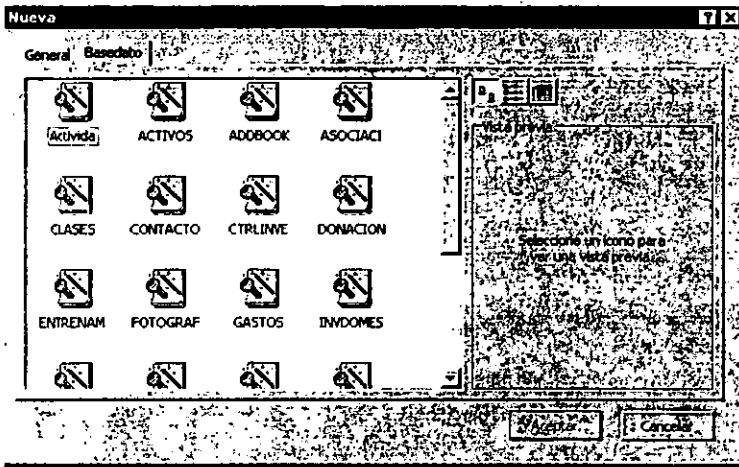 Nueva
General Basedato
Activida ACTIVOS ADDBOOK ASOCIACI
Vista previa
CLASES CONTACTO CTRLINVE DONACION
Seleccione un icono para
ver una vista previa.
ENTRENAM FOTOGRAF GASTOS INVDOMES
Aceptar Cancelar